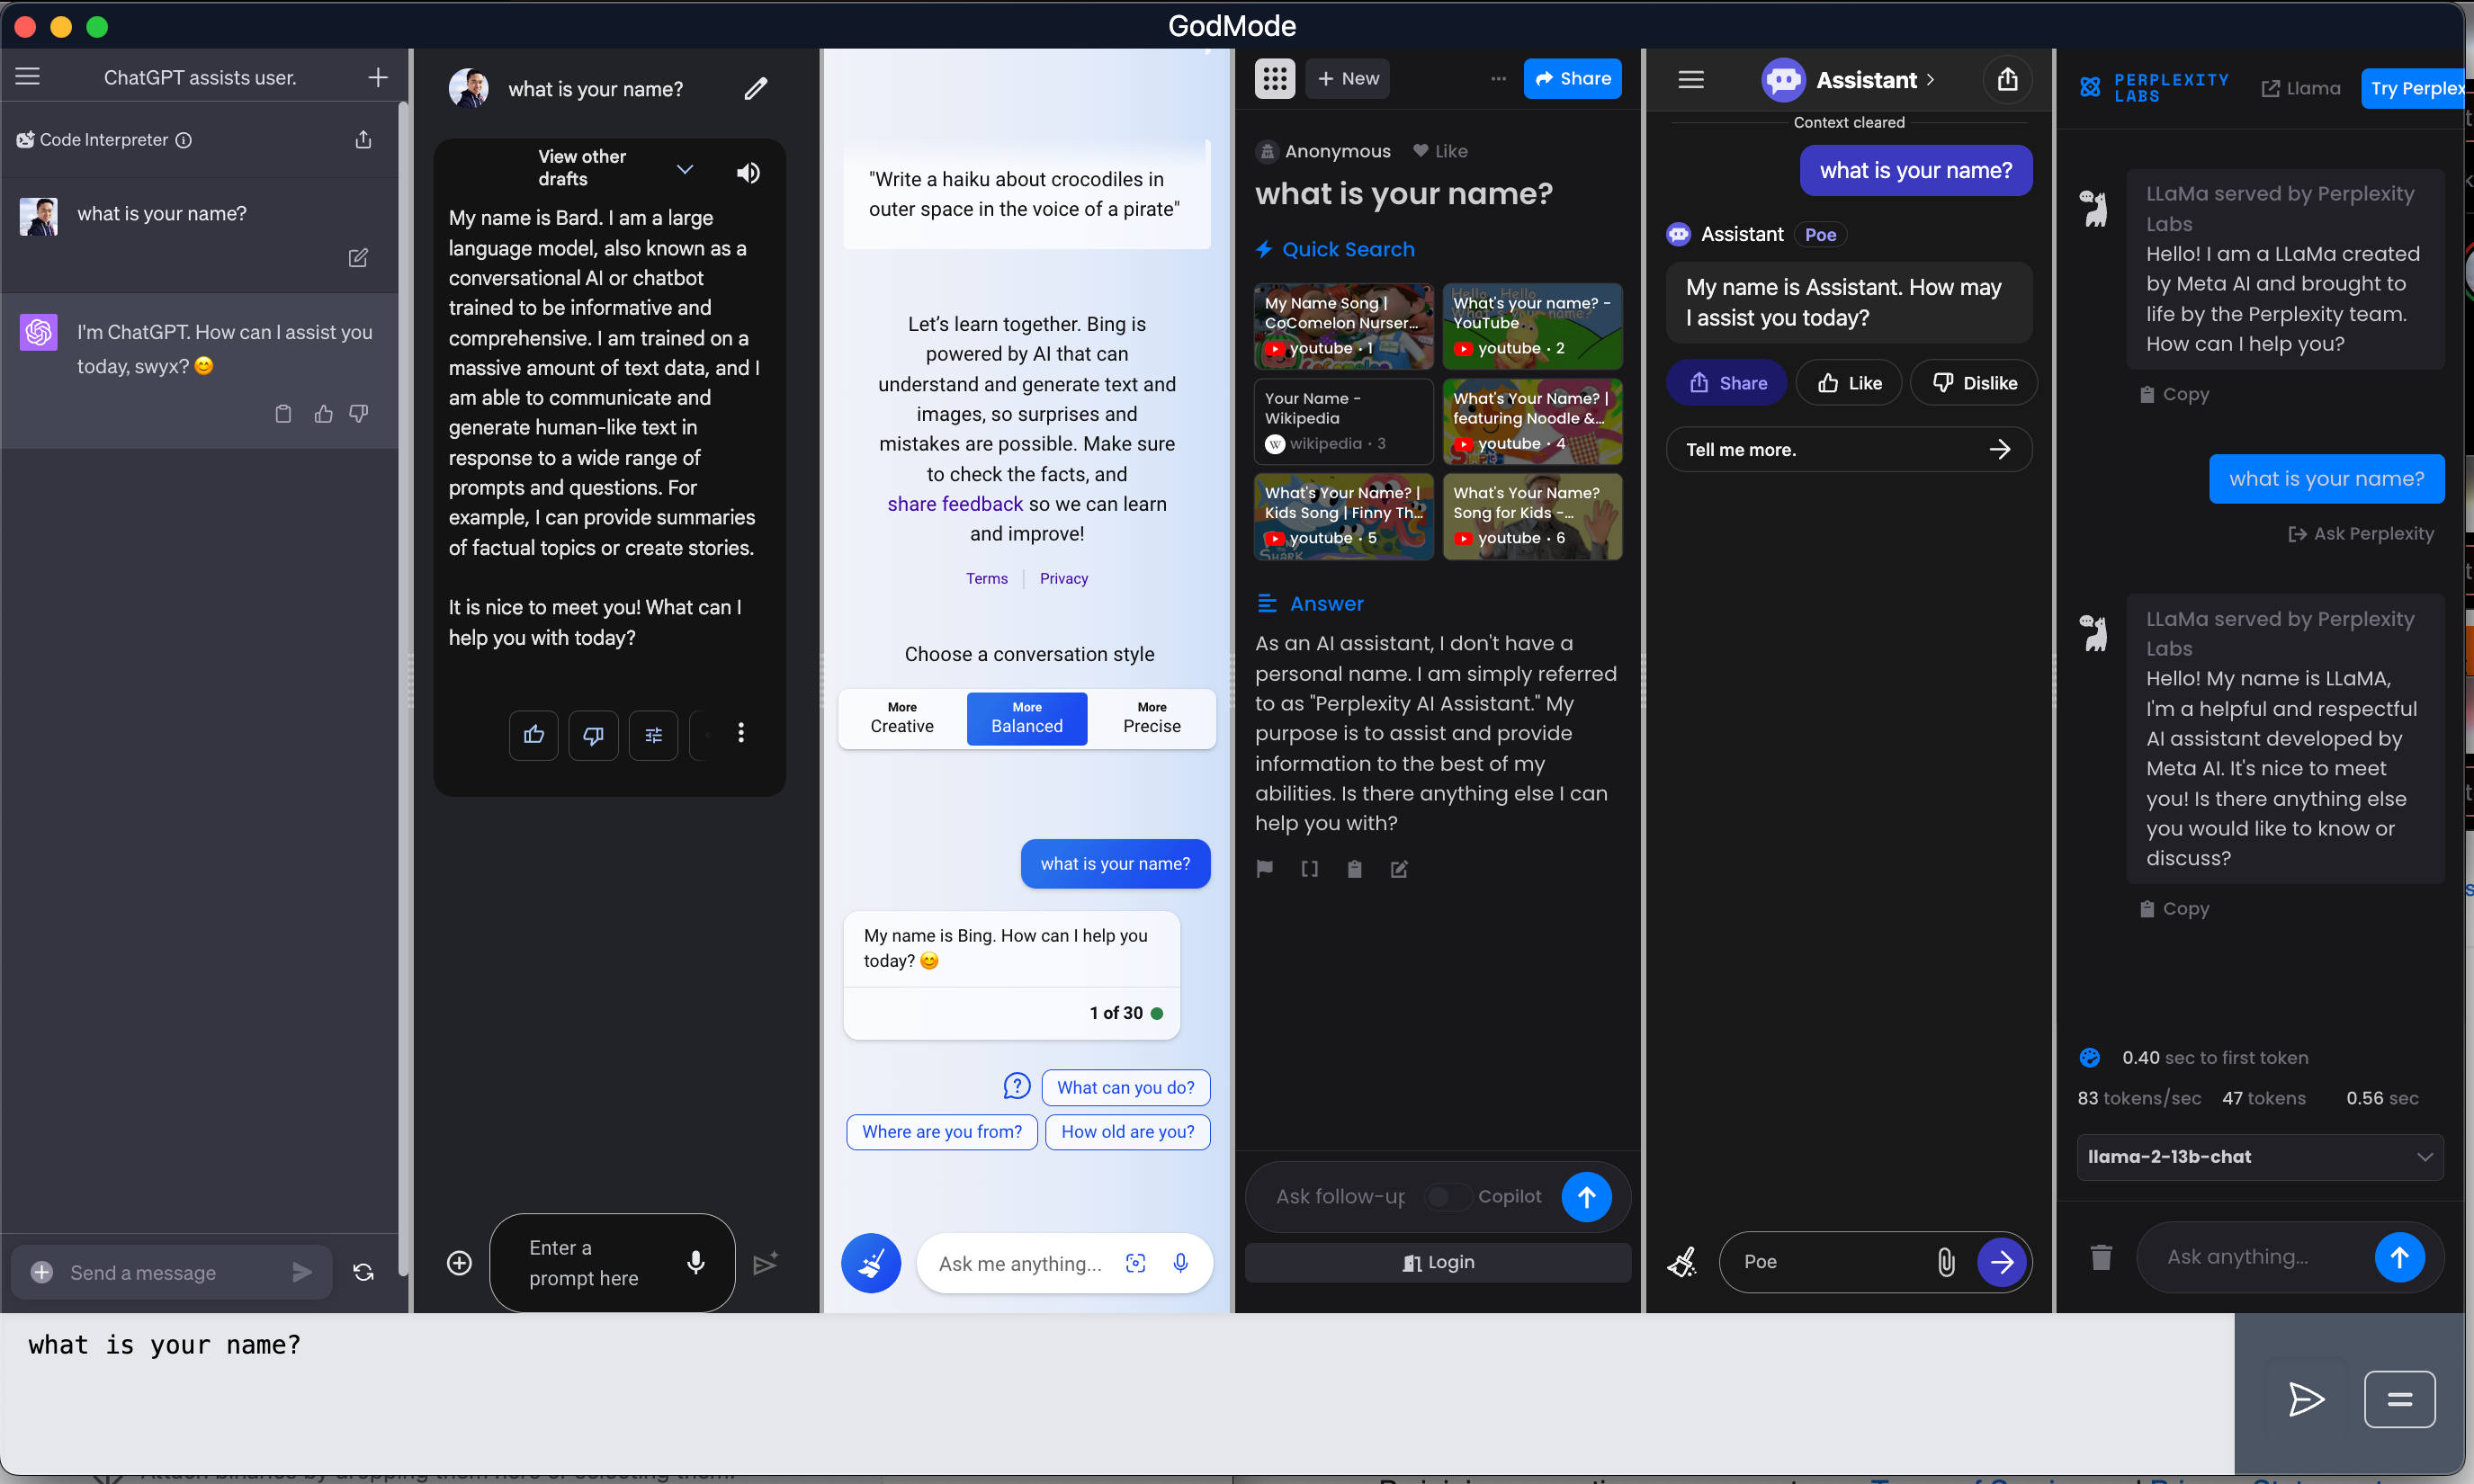 GodMode
ChatGPT assists user.
Code Interpreter
what is your name?
I'm ChatGPT. How can I assist you
today, swyx? 😊
Send a message
what is your name?
View other
drafts
My name is Bard. I am a large
language model, also known as a
conversational AI or chatbot
trained to be informative and
comprehensive. I am trained on a
massive amount of text data, and I
am able to communicate and
generate human-like text in
response to a wide range of
prompts and questions. For
example, I can provide summaries
of factual topics or create stories.
It is nice to meet you! What can I
help you with today?
Enter a
prompt here
"Write a haiku about crocodiles in
outer space in the voice of a pirate"
Let's learn together. Bing is
powered by AI that can
understand and generate text and
images, so surprises and
mistakes are possible. Make sure
to check the facts, and
share feedback so we can learn
and improve!
Terms
Privacy
Choose a conversation style
More
Creative
More
Balanced
More
Precise
what is your name?
My name is Bing. How can I help you
today? 😊
1 of 30
What can you do?
Where are you from?
How old are you?
Ask me anything...
+ New
Share
Anonymous
Like
what is your name?
Quick Search
My Name Song |
CoComelon Nurser...
youtube · 1
What's your name? -
YouTube
youtube · 2
Your Name -
Wikipedia
wikipedia · 3
What's Your Name? |
featuring Noodle &...
youtube · 4
What's Your Name? |
Kids Song | Finny Th...
youtube · 5
What's Your Name?
Song for Kids -...
youtube · 6
Answer
As an AI assistant, I don't have a
personal name. I am simply referred
to as "Perplexity AI Assistant." My
purpose is to assist and provide
information to the best of my
abilities. Is there anything else I can
help you with?
Ask follow-up
Copilot
Login
Assistant
Context cleared
what is your name?
Assistant
Poe
My name is Assistant. How may
I assist you today?
Share
Like
Dislike
Tell me more.
Poe
PERPLEXITY
LABS
Llama
Try Perplex
LLaMa served by Perplexity
Labs
Hello! I am a LLaMa created
by Meta AI and brought to
life by the Perplexity team.
How can I help you?
Copy
what is your name?
Ask Perplexity
LLaMa served by Perplexity
Labs
Hello! My name is LLaMA,
I'm a helpful and respectful
AI assistant developed by
Meta AI. It's nice to meet
you! Is there anything else
you would like to know or
discuss?
Copy
0.40 sec to first token
83 tokens/sec 47 tokens 0.56 sec
llama-2-13b-chat
Ask anything...
what is your name?